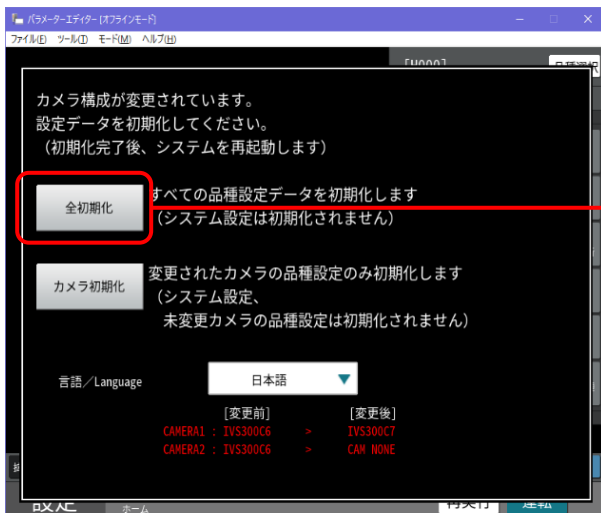 パラメーターエディター [オフラインモード]
ファイル(F) ツール(T) モード(M) ヘルプ(H)
カメラ構成が変更されています。
設定データを初期化してください。
（初期化完了後、システムを再起動します）
全初期化
すべての品種設定データを初期化します
（システム設定は初期化されません）
カメラ初期化
変更されたカメラの品種設定のみ初期化します
（システム設定、
未変更カメラの品種設定は初期化されません）
言語／Language
日本語
[変更前] [変更後]
CAMERA1 : IVS300C6 > IVS300C7
CAMERA2 : IVS300C6 > CAM NONE
ホーム